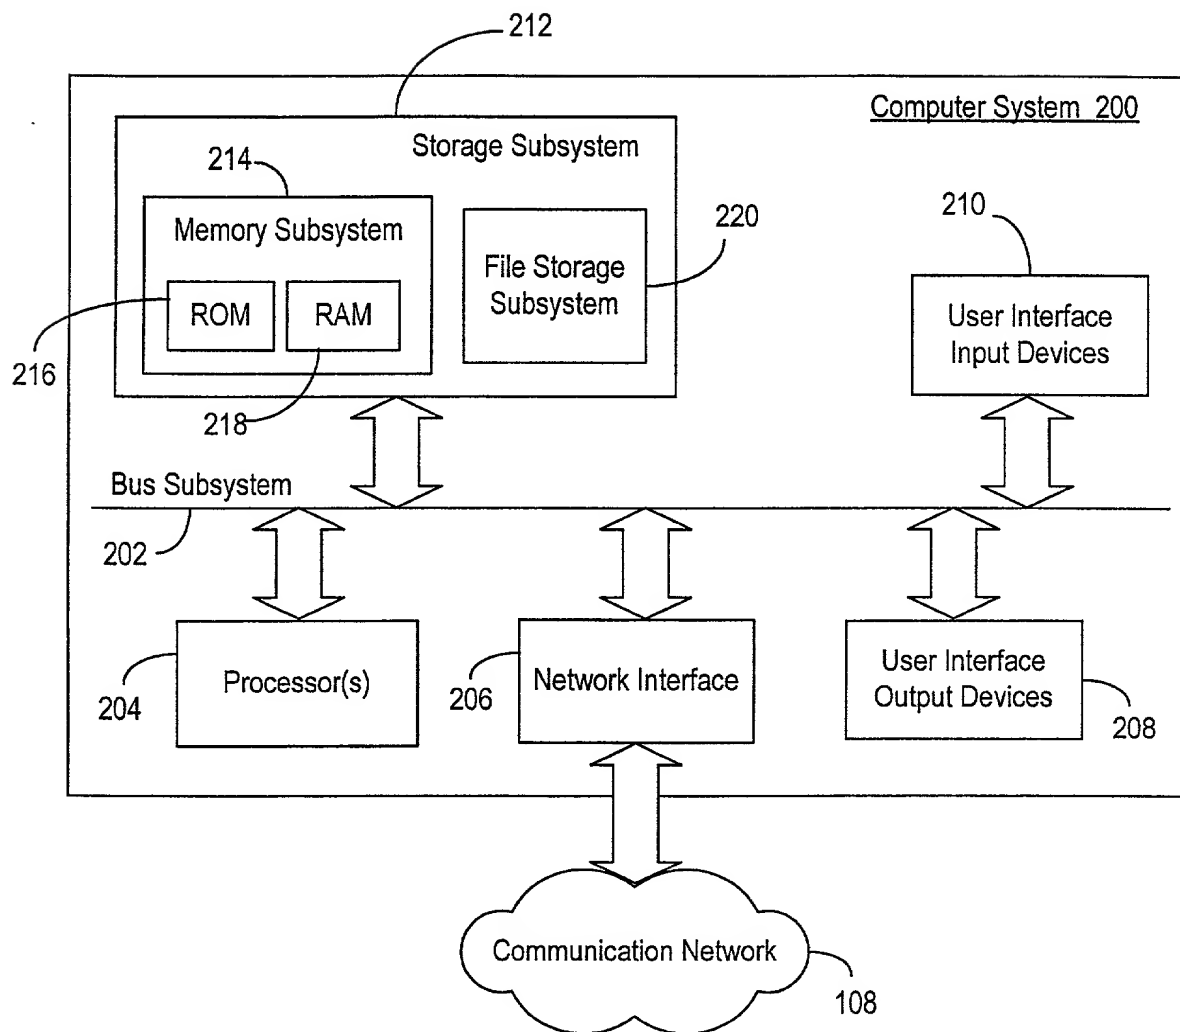 212
Computer System 200
Storage Subsystem
214
Memory Subsystem
ROM
RAM
216
218
File Storage
Subsystem
220
210
User Interface
Input Devices
Bus Subsystem
202
Processor(s)
204
Network Interface
206
User Interface
Output Devices
208
Communication Network
108